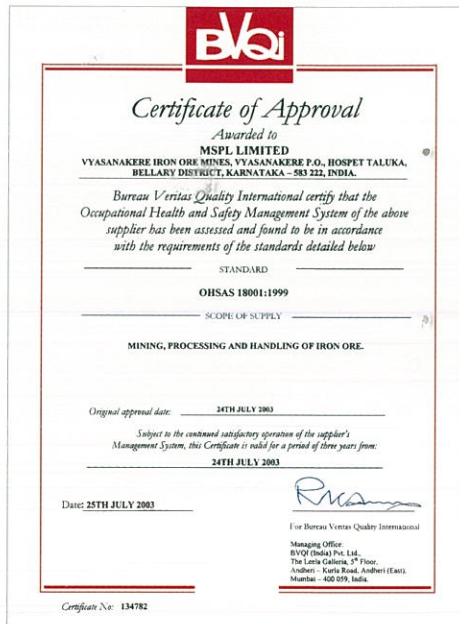 BVQi
Certificate of Approval
Awarded to
MSPL LIMITED
VYASANAKERE IRON ORE MINES, VYASANAKERE P.O., HOSPET TALUKA,
BELLARY DISTRICT, KARNATAKA – 583 222, INDIA.
Bureau Veritas Quality International certify that the
Occupational Health and Safety Management System of the above
supplier has been assessed and found to be in accordance
with the requirements of the standards detailed below
STANDARD
OHSAS 18001:1999
SCOPE OF SUPPLY
MINING, PROCESSING AND HANDLING OF IRON ORE.
Original approval date: 24TH JULY 2003
Subject to the continued satisfactory operation of the supplier's
Management System, this Certificate is valid for a period of three years from:
24TH JULY 2003
Date: 25TH JULY 2003
For Bureau Veritas Quality International
Managing Office:
BVQI (India) Pvt. Ltd.,
The Leela Galleria, 5th Floor,
Andheri – Kurla Road, Andheri (East),
Mumbai – 400 059, India.
Certificate No: 134782